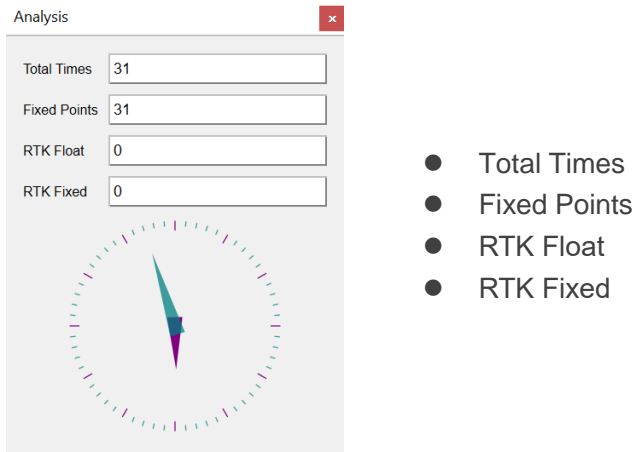 Analysis
x
Total Times 31
Fixed Points 31
RTK Float 0
RTK Fixed 0
● Total Times
● Fixed Points
● RTK Float
● RTK Fixed